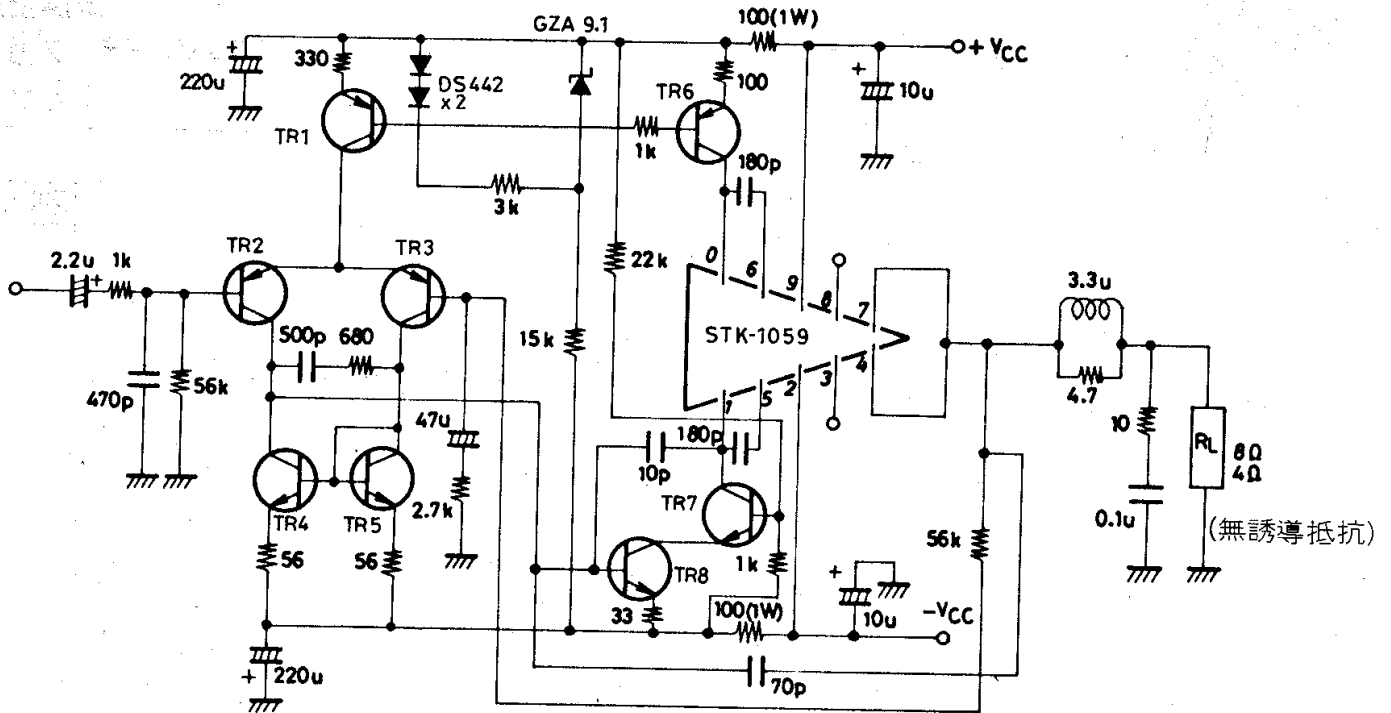 GZA 9.1
100(1W)
+ VCC
220u
330
DS442
x2
100
10u
TR6
TR1
1k
180p
3k
TR2
TR3
2.2u
1k
22k
0
6
9
8
7
3.3u
STK-1059
500p
680
15k
470p
56k
47u
1
5
2
3
4
4.7
180p
10p
10
RL
8Ω
4Ω
TR4
TR5
2.7k
TR7
0.1u
(無誘導抵抗)
56
56
TR8
1k
56k
33
100(1W)
10u
-VCC
220u
70p